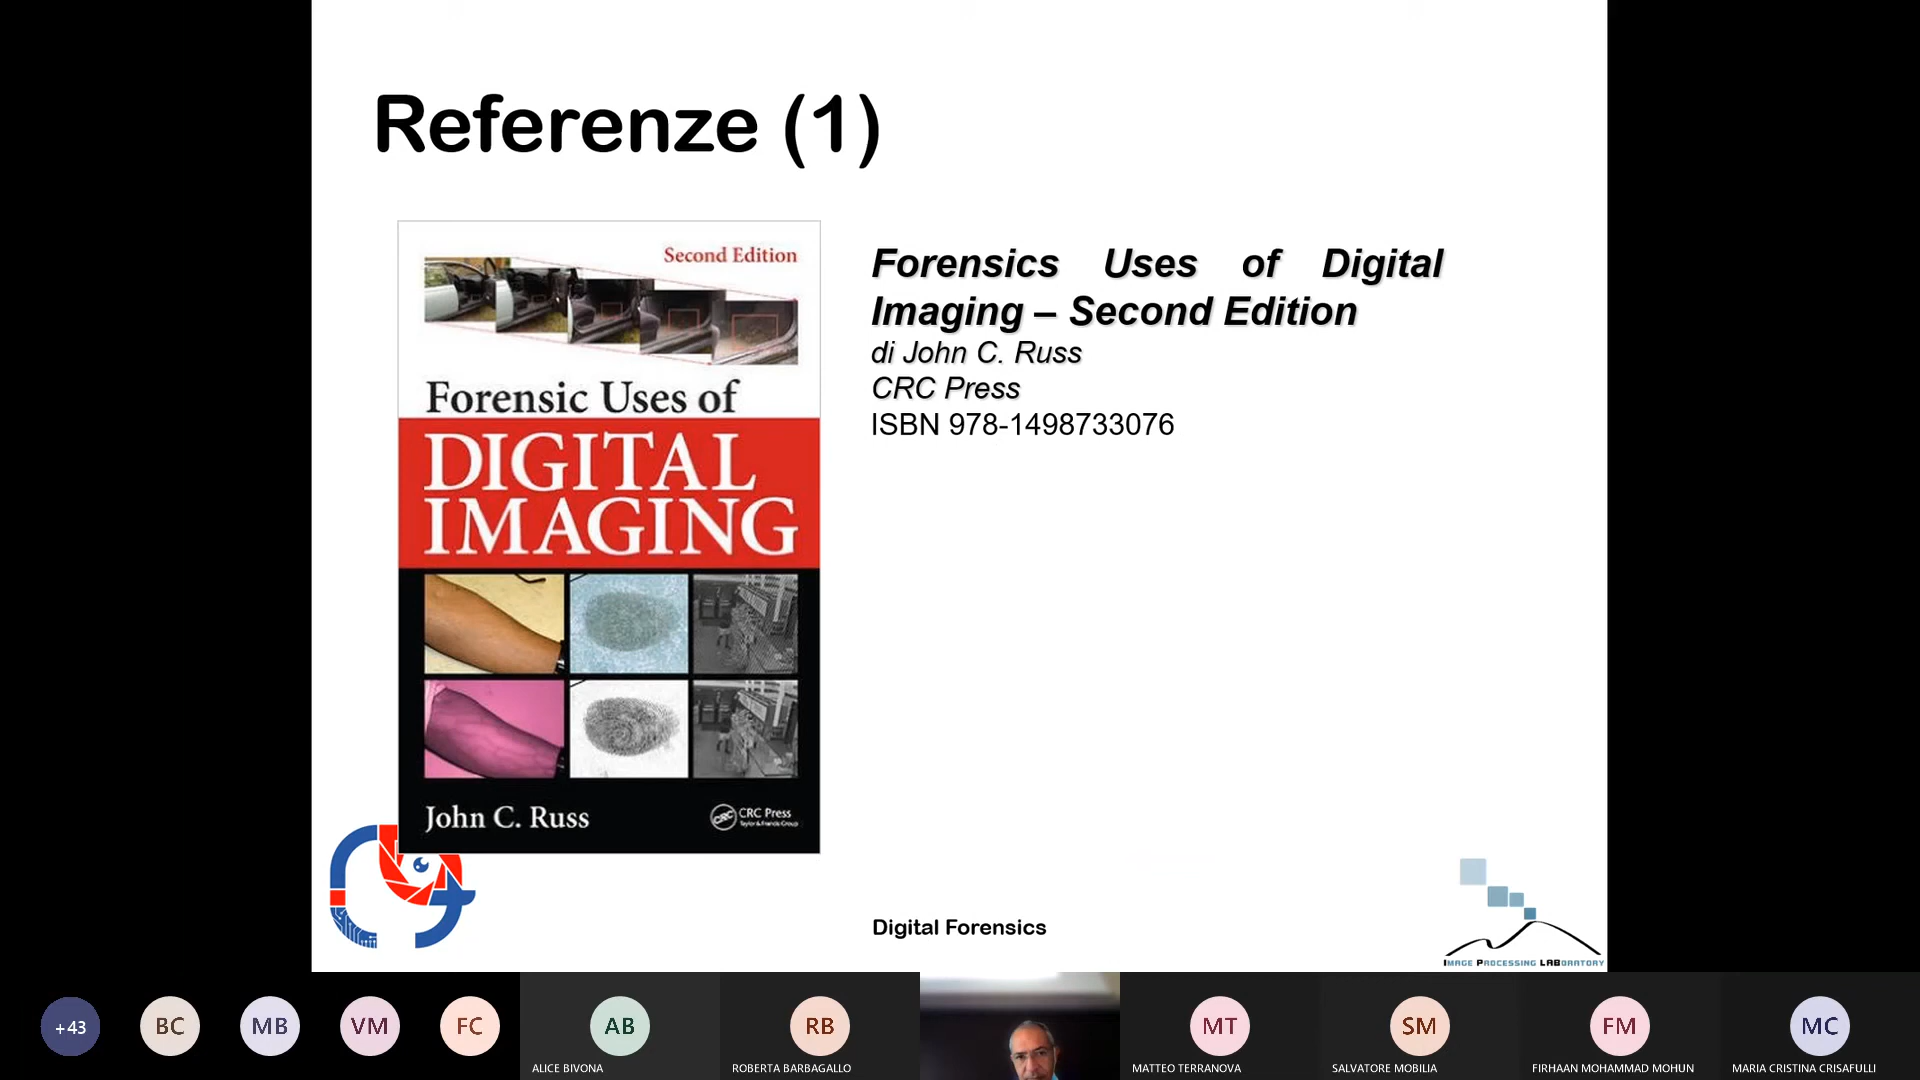 Referenze (1)
Second Edition
Forensic Uses of
DIGITAL
IMAGING
John C. Russ
CRC
CRC Press
Taylor & Francis Group
Forensics Uses of Digital
Imaging – Second Edition
di John C. Russ
CRC Press
ISBN 978-1498733076
Digital Forensics
IMAGE PROCESSING LABORATORY
+43
BC
MB
VM
FC
AB
ALICE BIVONA
RB
ROBERTA BARBAGALLO
MT
MATTEO TERRANOVA
SM
SALVATORE MOBILIA
FM
FIRHAAN MOHAMMAD MOHUN
MC
MARIA CRISTINA CRISAFULLI